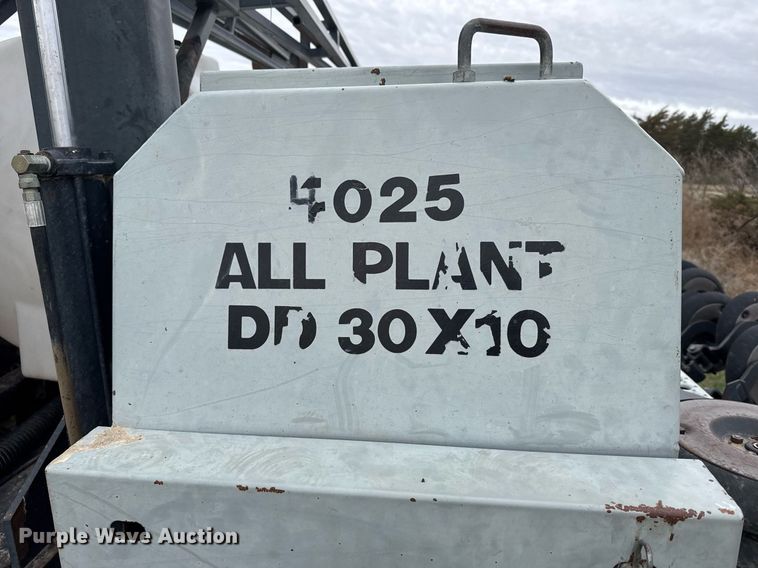 4025
ALL PLANT
DD 30X10
Purple Wave Auction